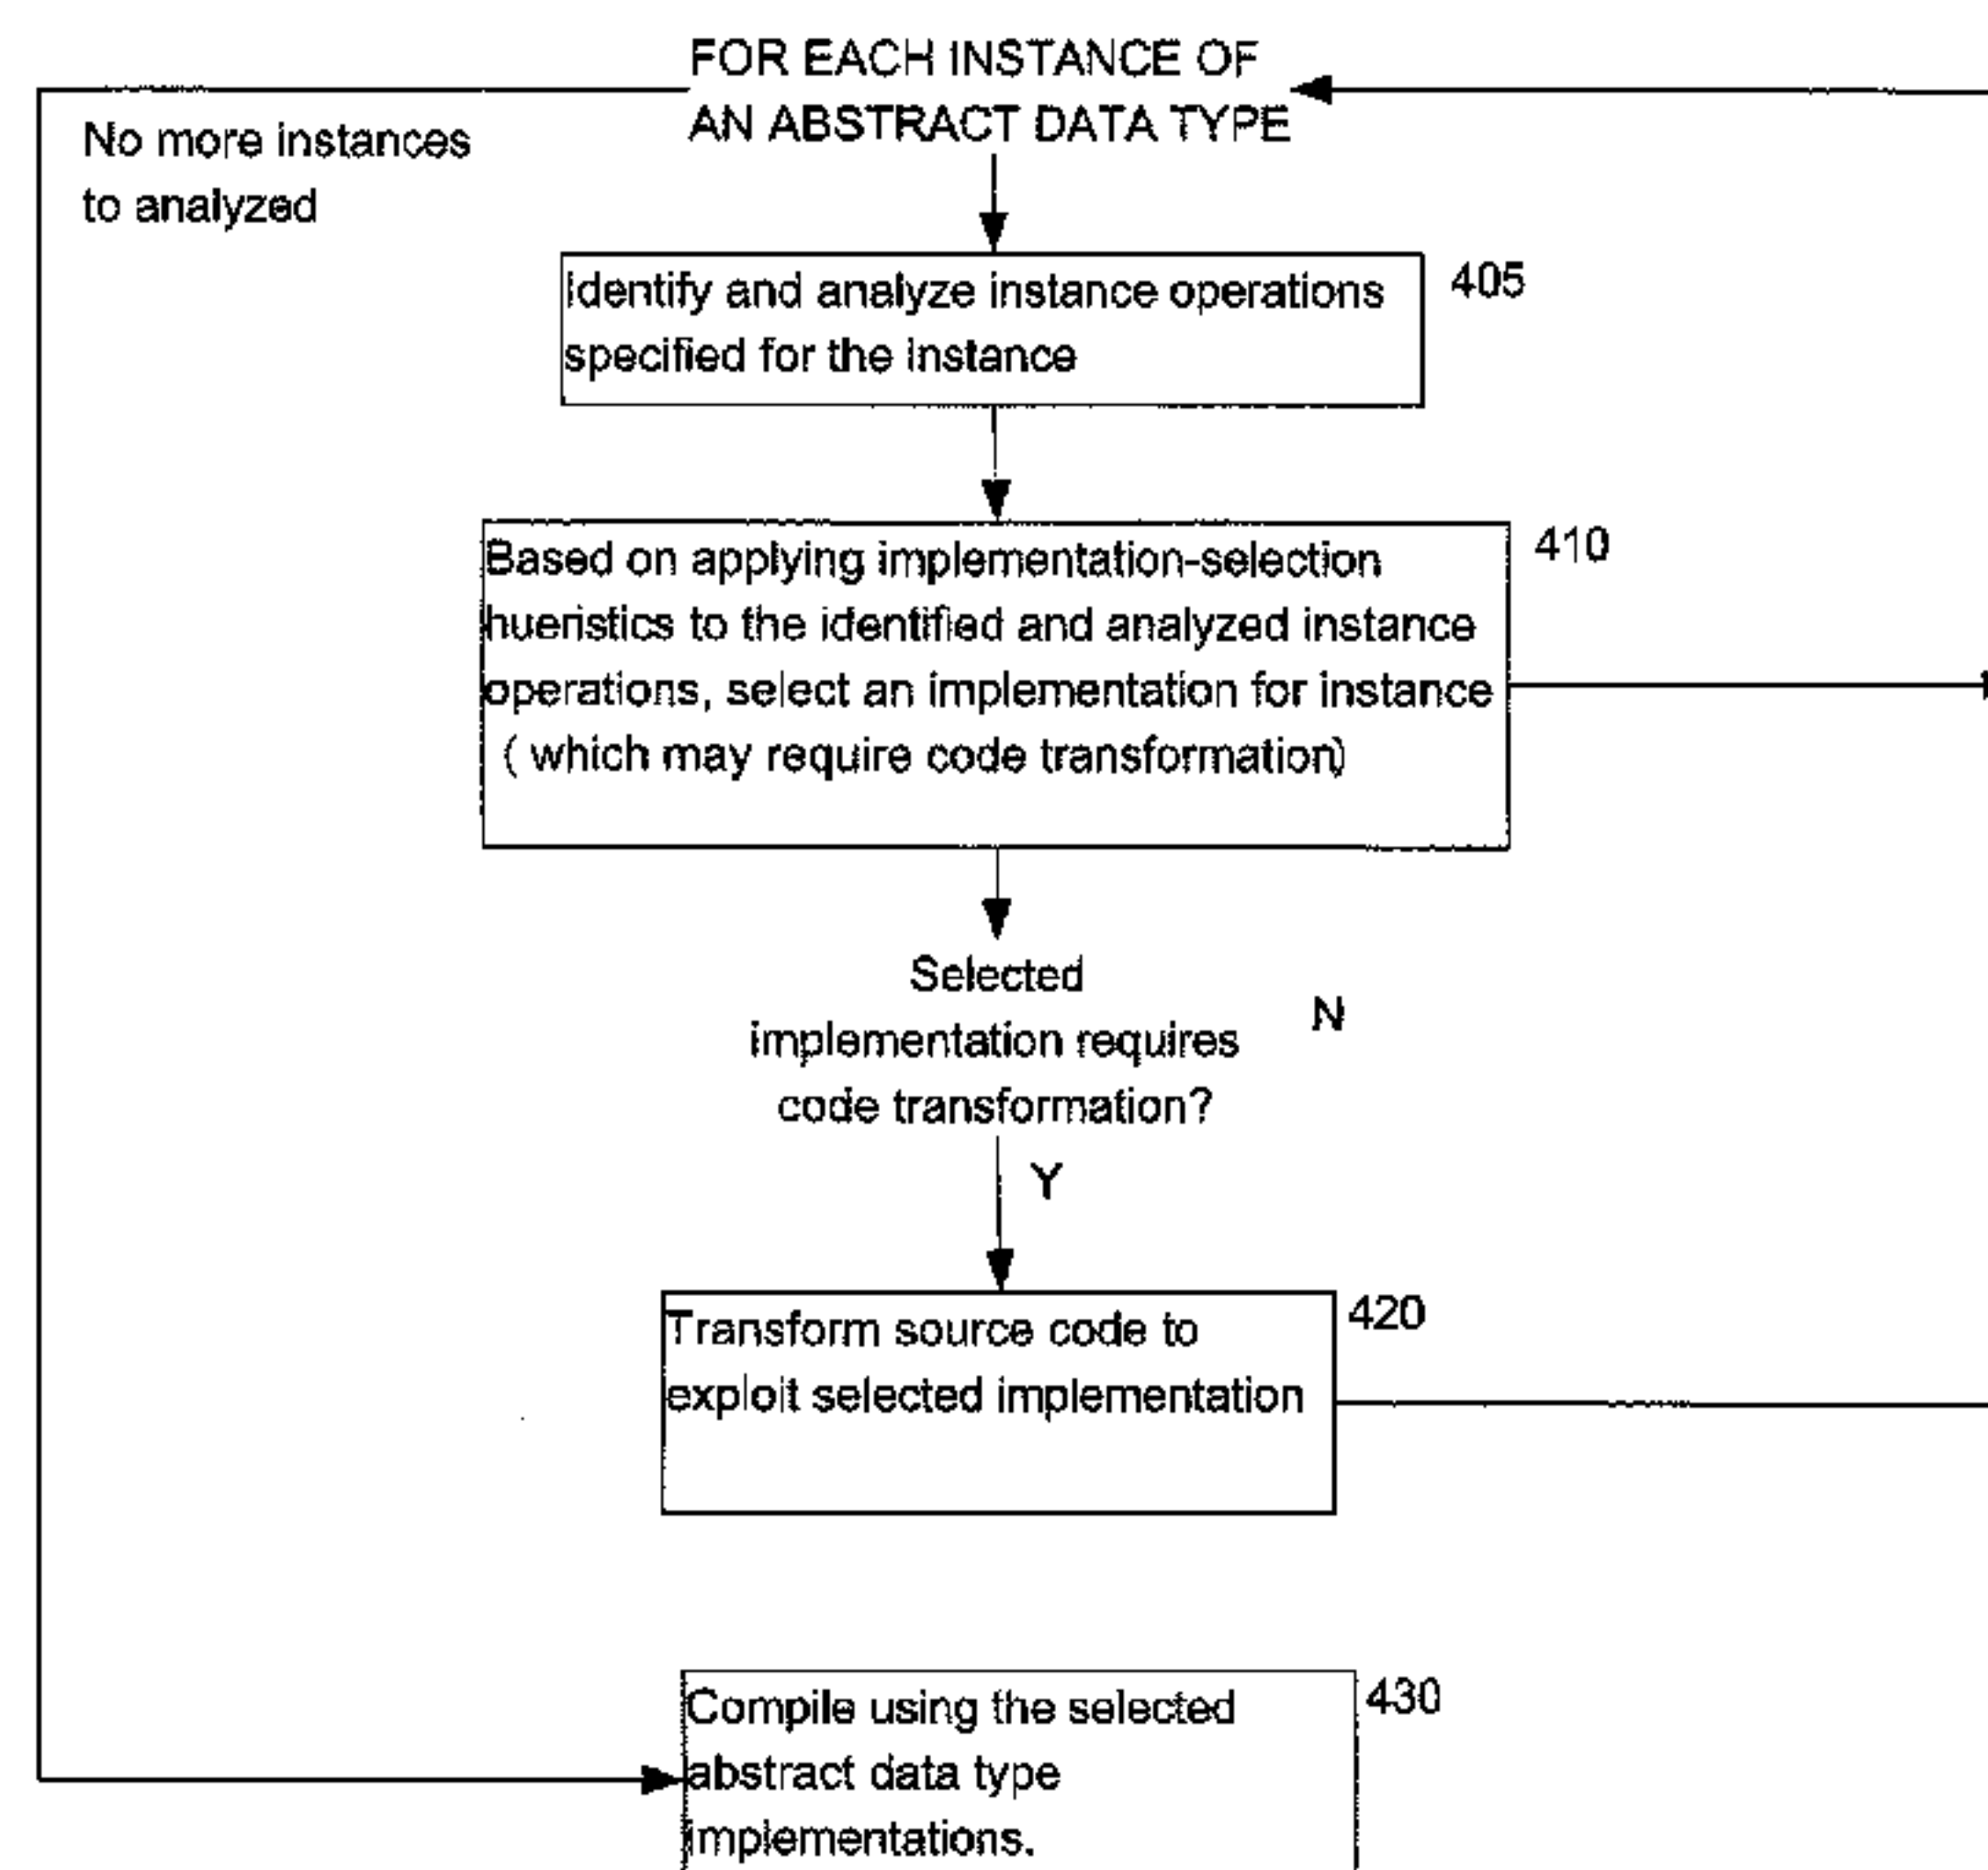 FOR EACH INSTANCE OF
AN ABSTRACT DATA TYPE
No more instances
to analyzed
Identify and analyze instance operations
specified for the instance
405
Based on applying implementation-selection
hueristics to the identified and analyzed instance
operations, select an implementation for instance
( which may require code transformation)
410
Selected
implementation requires
code transformation?
N
Y
Transform source code to
exploit selected implementation
420
Compile using the selected
abstract data type
implementations.
430